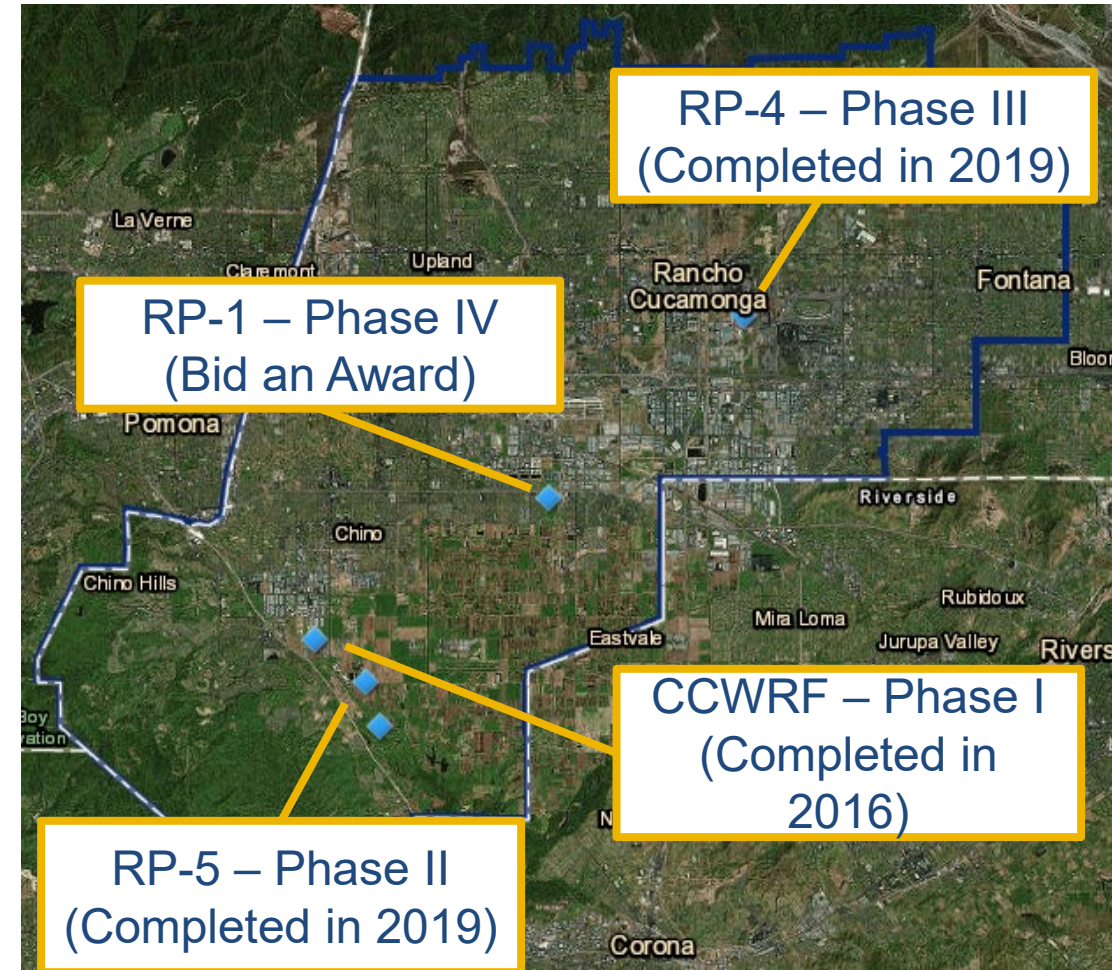 RP-4 – Phase III
(Completed in 2019)
La Verne
Claremont
Upland
Rancho
Cucamonga
Fontana
RP-1 – Phase IV
(Bid an Award)
Pomona
Riverside
Chino
Chino Hills
Rubidoux
Mira Loma
Eastvale
Jurupa Valley
Rivers
CCWRF – Phase I
(Completed in
2016)
Boy
vation
N
RP-5 – Phase II
(Completed in 2019)
Corona